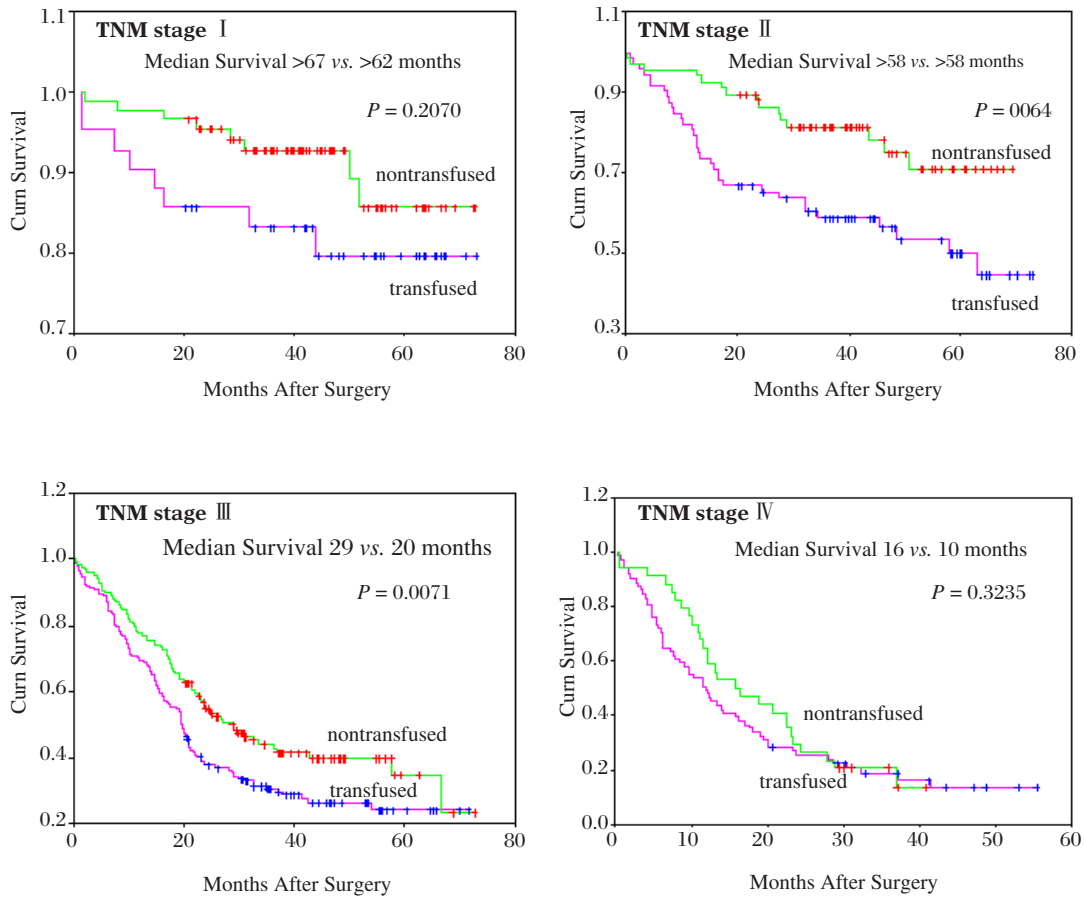 TNM stage Ⅰ
Median Survival >67 vs. >62 months
P = 0.2070
nontransfused
transfused
1.1
1.0
0.9
0.8
0.7
Curn Survival
0
20
40
60
80
Months After Surgery
TNM stage Ⅱ
Median Survival >58 vs. >58 months
P = 0064
nontransfused
transfused
1.1
0.9
0.7
0.5
0.3
Curn Survival
0
20
40
60
80
Months After Surgery
TNM stage Ⅲ
Median Survival 29 vs. 20 months
P = 0.0071
nontransfused
transfused
1.2
1.0
0.8
0.6
0.4
0.2
Curn Survival
0
20
40
60
80
Months After Surgery
TNM stage Ⅳ
Median Survival 16 vs. 10 months
P = 0.3235
nontransfused
transfused
1.2
1.0
0.8
0.6
0.4
0.2
0.0
Curn Survival
0
10
20
30
40
50
60
Months After Surgery